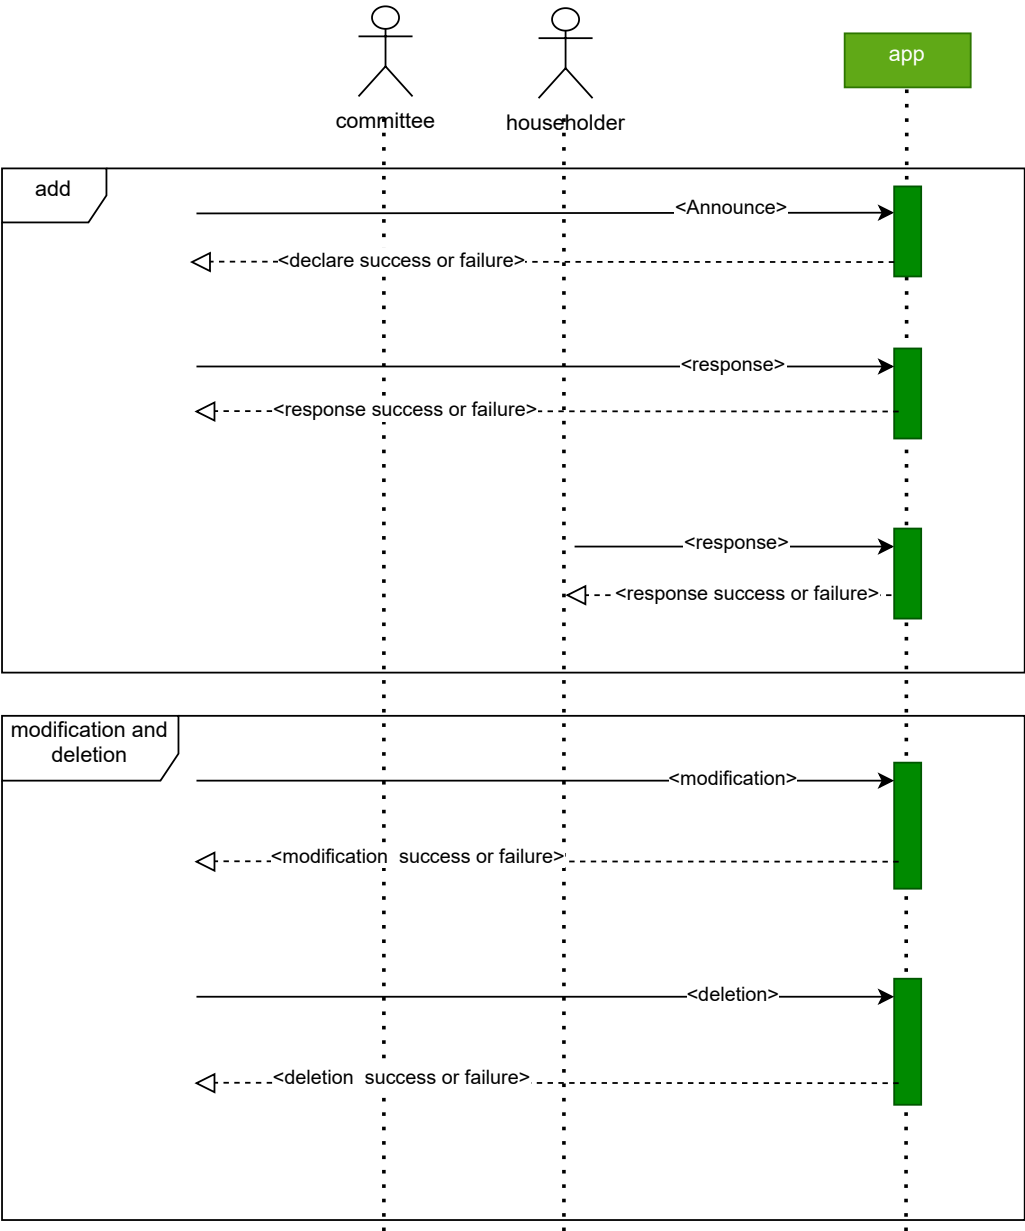 committee
householder
app
add
<Announce>
<declare success or failure>
<response>
<response success or failure>
<response>
<response success or failure>
modification and
deletion
<modification>
<modification  success or failure>
<deletion>
<deletion  success or failure>